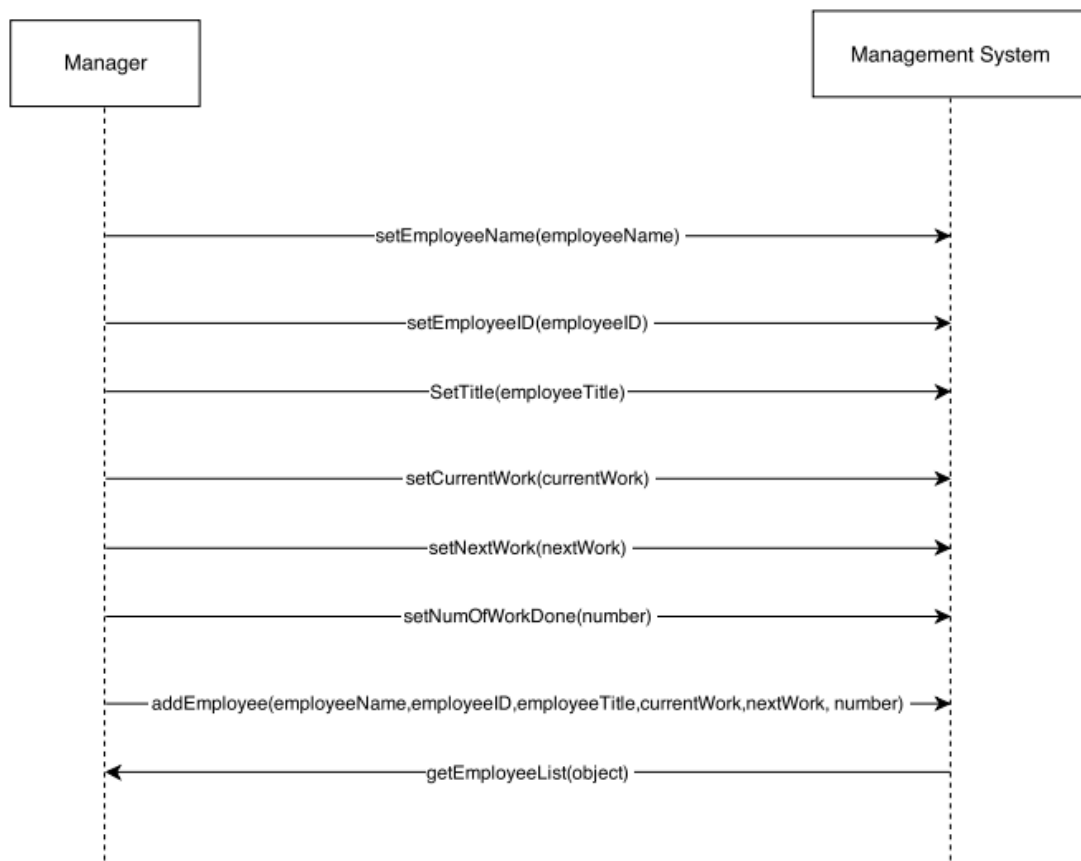 Manager
Management System
setEmployeeName(employeeName)
setEmployeeID(employeeID)
SetTitle(employeeTitle)
setCurrentWork(currentWork)
setNextWork(nextWork)
setNumOfWorkDone(number)
addEmployee(employeeName,employeeID,employeeTitle,currentWork,nextWork, number)
getEmployeeList(object)